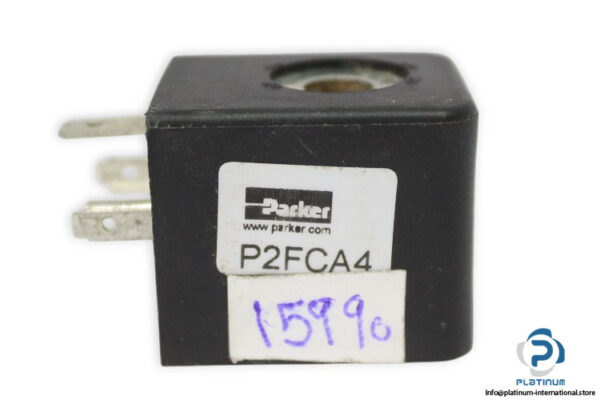 Parker
www.parker.com
P2FCA4
15990
PLATINUM
info@platinum-international.store